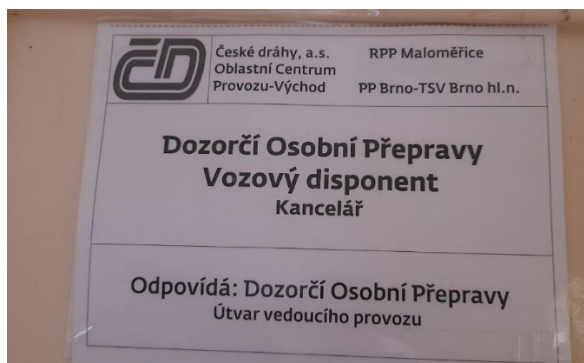 ČD
České dráhy, a.s.
Oblastní Centrum
Provozu-Východ
RPP Maloměřice
PP Brno-TSV Brno hl.n.
Dozorčí Osobní Přepravy
Vozový disponent
Kancelář
Odpovídá: Dozorčí Osobní Přepravy
Útvar vedoucího provozu